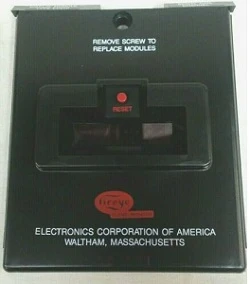 REMOVE SCREW TO
REPLACE MODULES
RESET
fireye
ELECTRONICS CORPORATION OF AMERICA
WALTHAM, MASSACHUSETTS